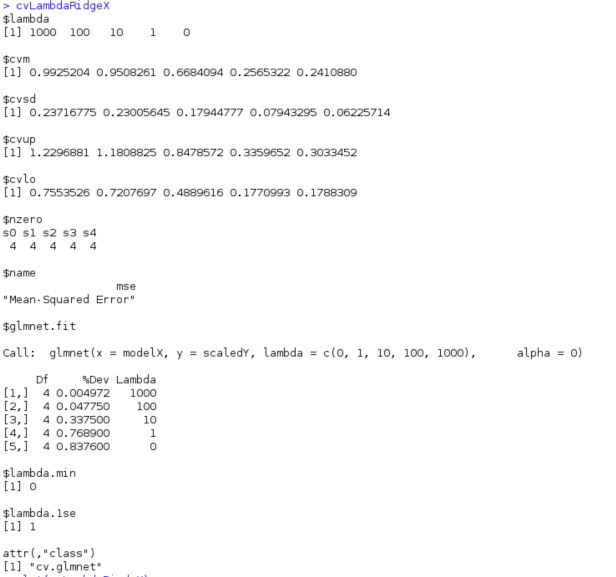 > cvLambdaRidgeX
$lambda
[1] 1000 100 10 1 0
$cvm
[1] 0.9925204 0.9508261 0.6684094 0.2565322 0.2410880
$cvsd
[1] 0.23716775 0.23005645 0.17944777 0.07943295 0.06225714
$cvup
[1] 1.2296881 1.1808825 0.8478572 0.3359652 0.3033452
$cvlo
[1] 0.7553526 0.7207697 0.4889616 0.1770993 0.1788309
$nzero
s0 s1 s2 s3 s4
4 4 4 4 4
$name
mse
"Mean-Squared Error"
$glmnet.fit
Call: glmnet(x = modelX, y = scaledY, lambda = c(0, 1, 10, 100, 1000), alpha = 0)
Df %Dev Lambda
[1,] 4 0.004972 1000
[2,] 4 0.047750 100
[3,] 4 0.337500 10
[4,] 4 0.768900 1
[5,] 4 0.837600 0
$lambda.min
[1] 0
$lambda.1se
[1] 1
attr(,"class")
[1] "cv.glmnet"